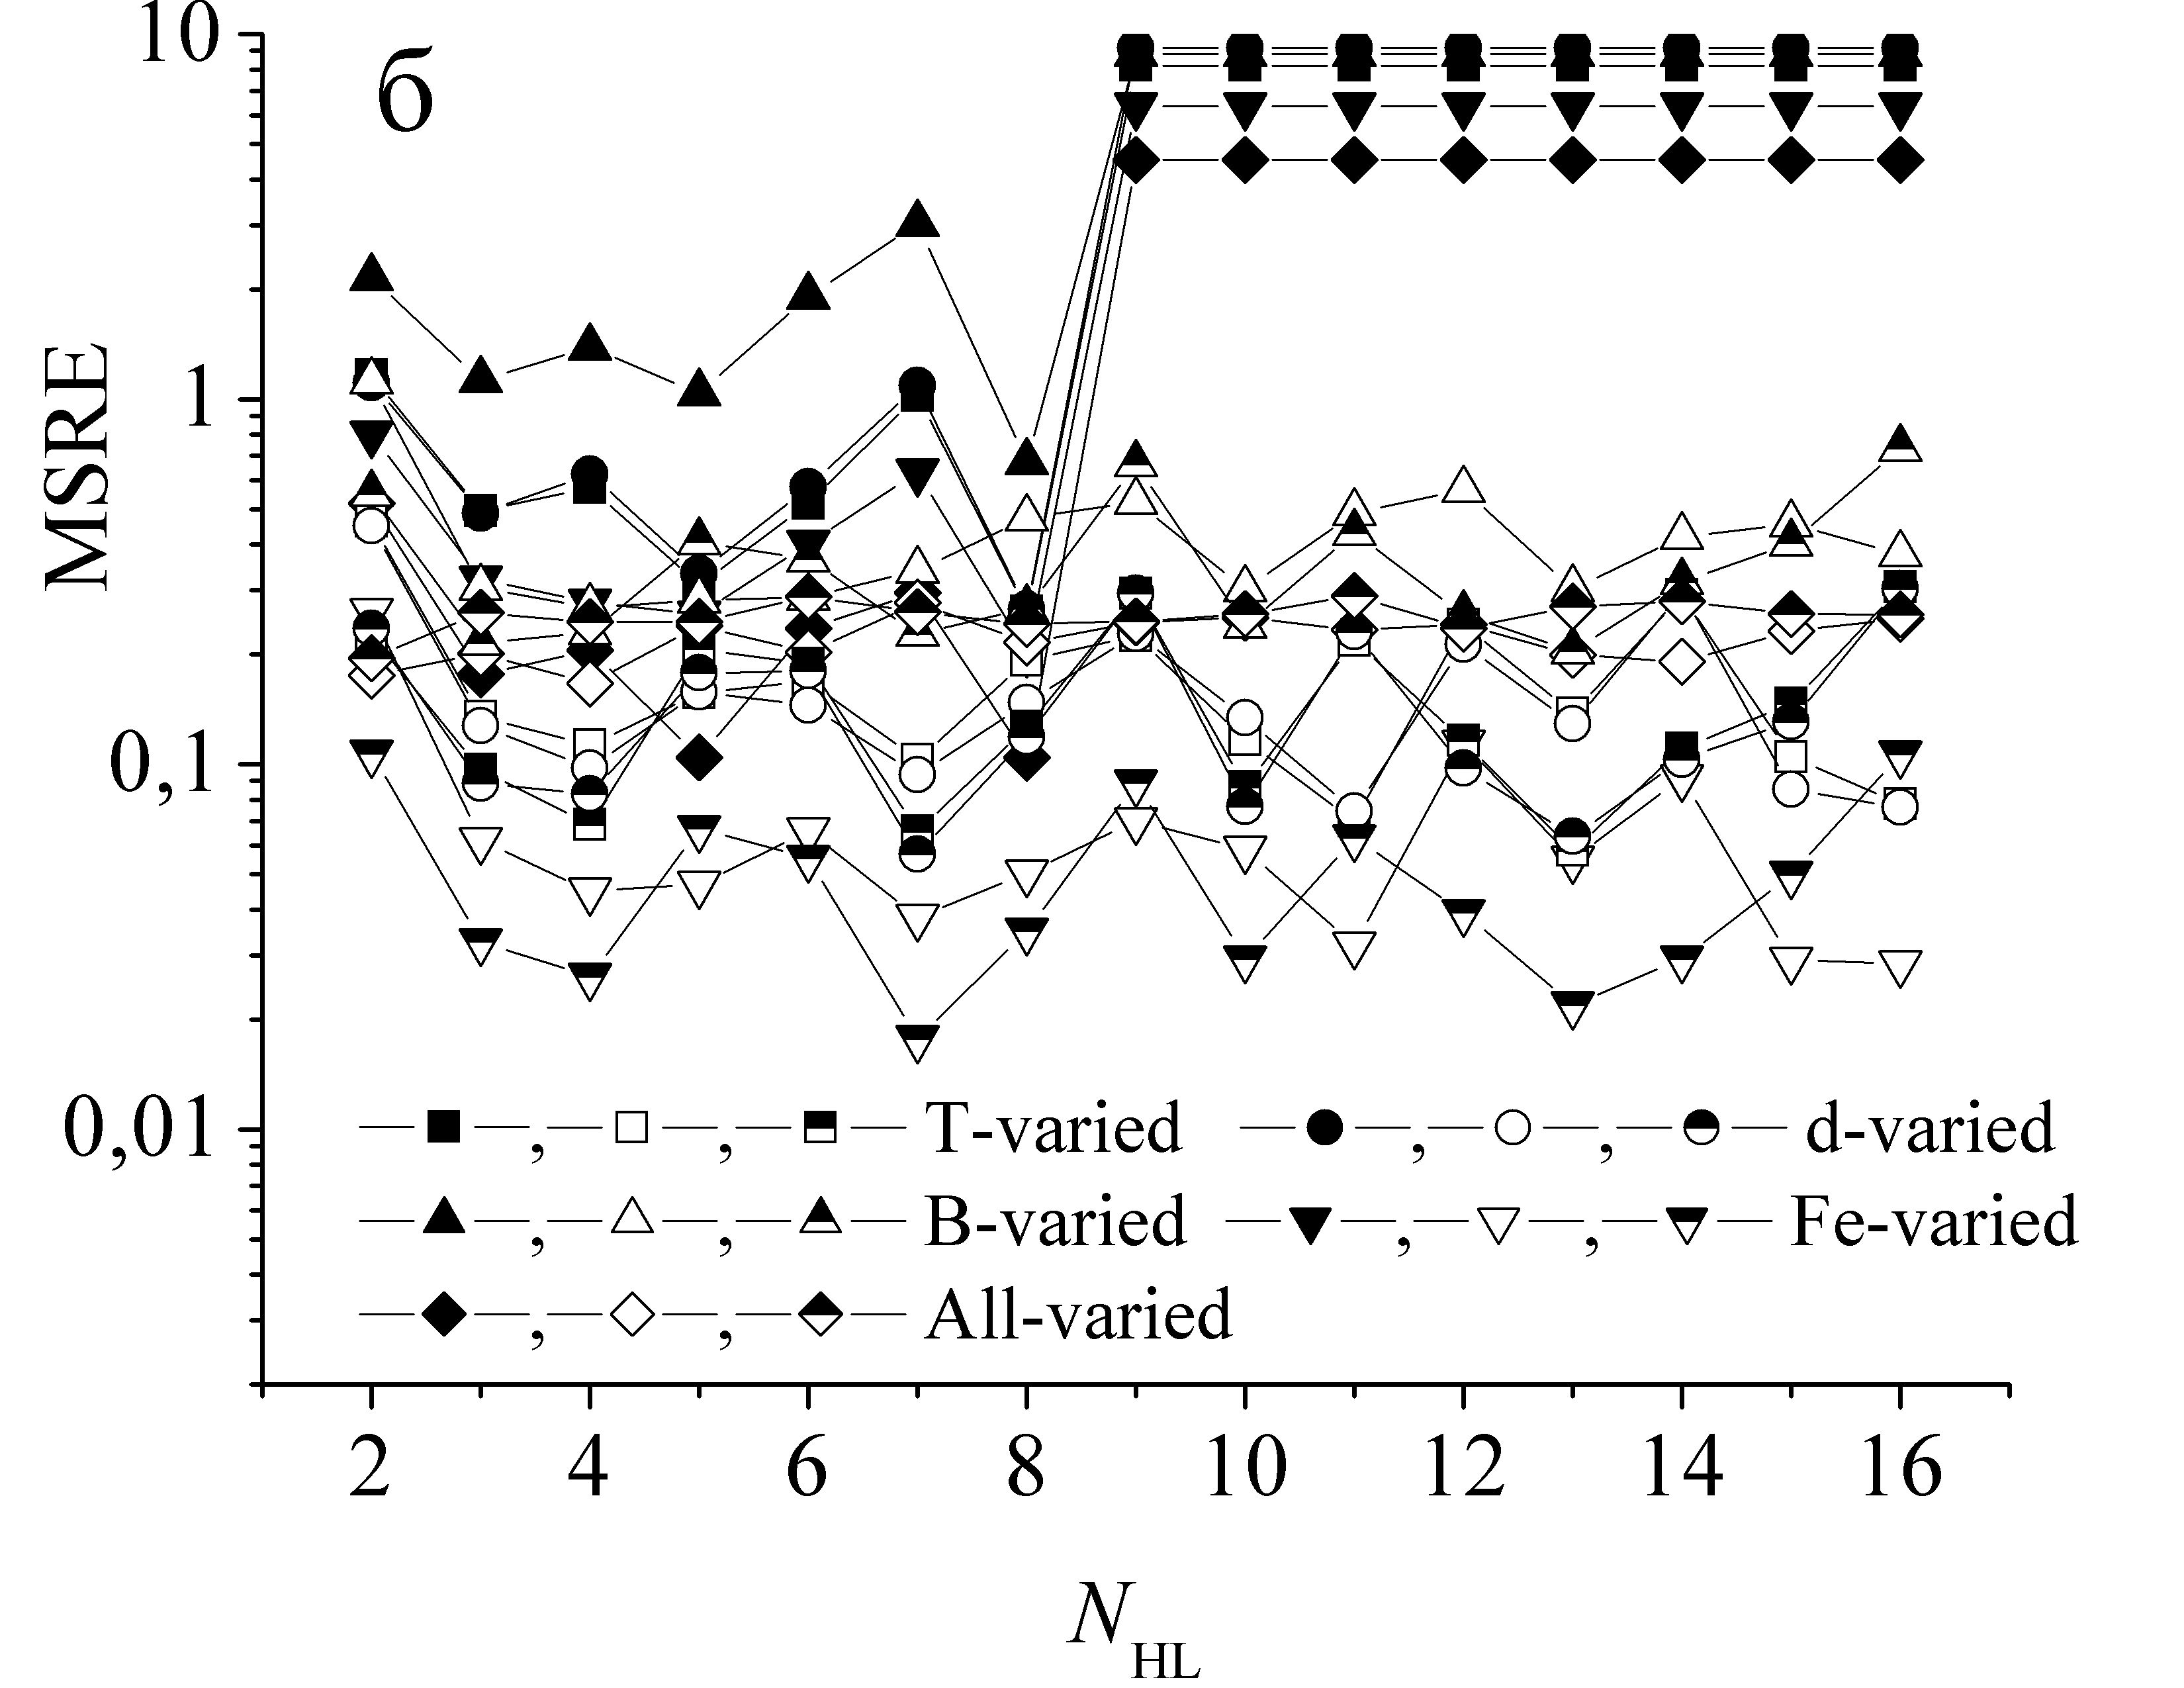 10
б
MSRE
1
0,1
0,01
, , T-varied , , d-varied
, , B-varied , , Fe-varied
, , All-varied
2 4 6 8 10 12 14 16
N HL